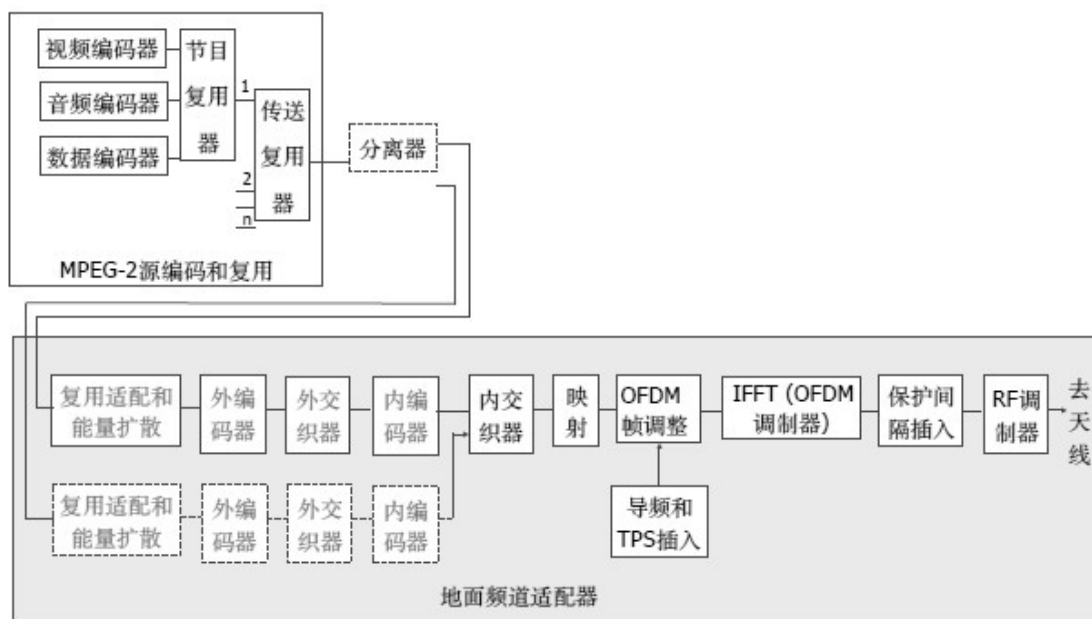 视频编码器
音频编码器
数据编码器
节目
复用
器
1
2
n
传送
复用
器
分离器
MPEG-2源编码和复用
复用适配和
能量扩散
外编
码器
外交
织器
内编
码器
内交
织器
映
射
OFDM
帧调整
IFFT (OFDM
调制器)
保护间
隔插入
RF调
制器
去
天
线
复用适配和
能量扩散
外编
码器
外交
织器
内编
码器
导频和
TPS插入
地面频道适配器